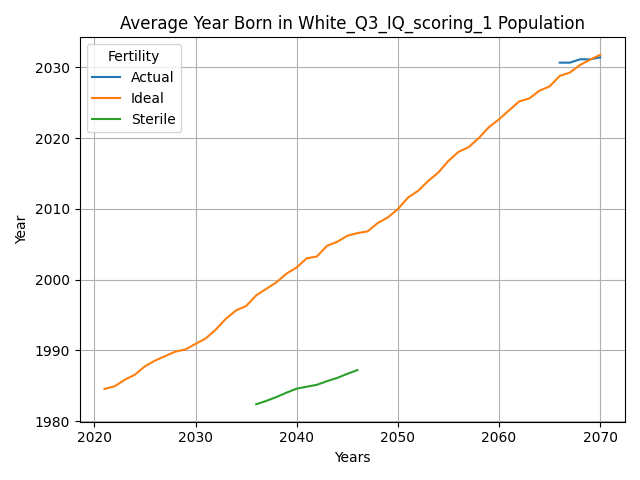 Average Year Born in White_Q3_IQ_scoring_1 Population
Fertility
Actual
Ideal
Sterile
2030
2020
2010
2000
1990
1980
Year
2020 2030 2040 2050 2060 2070
Years